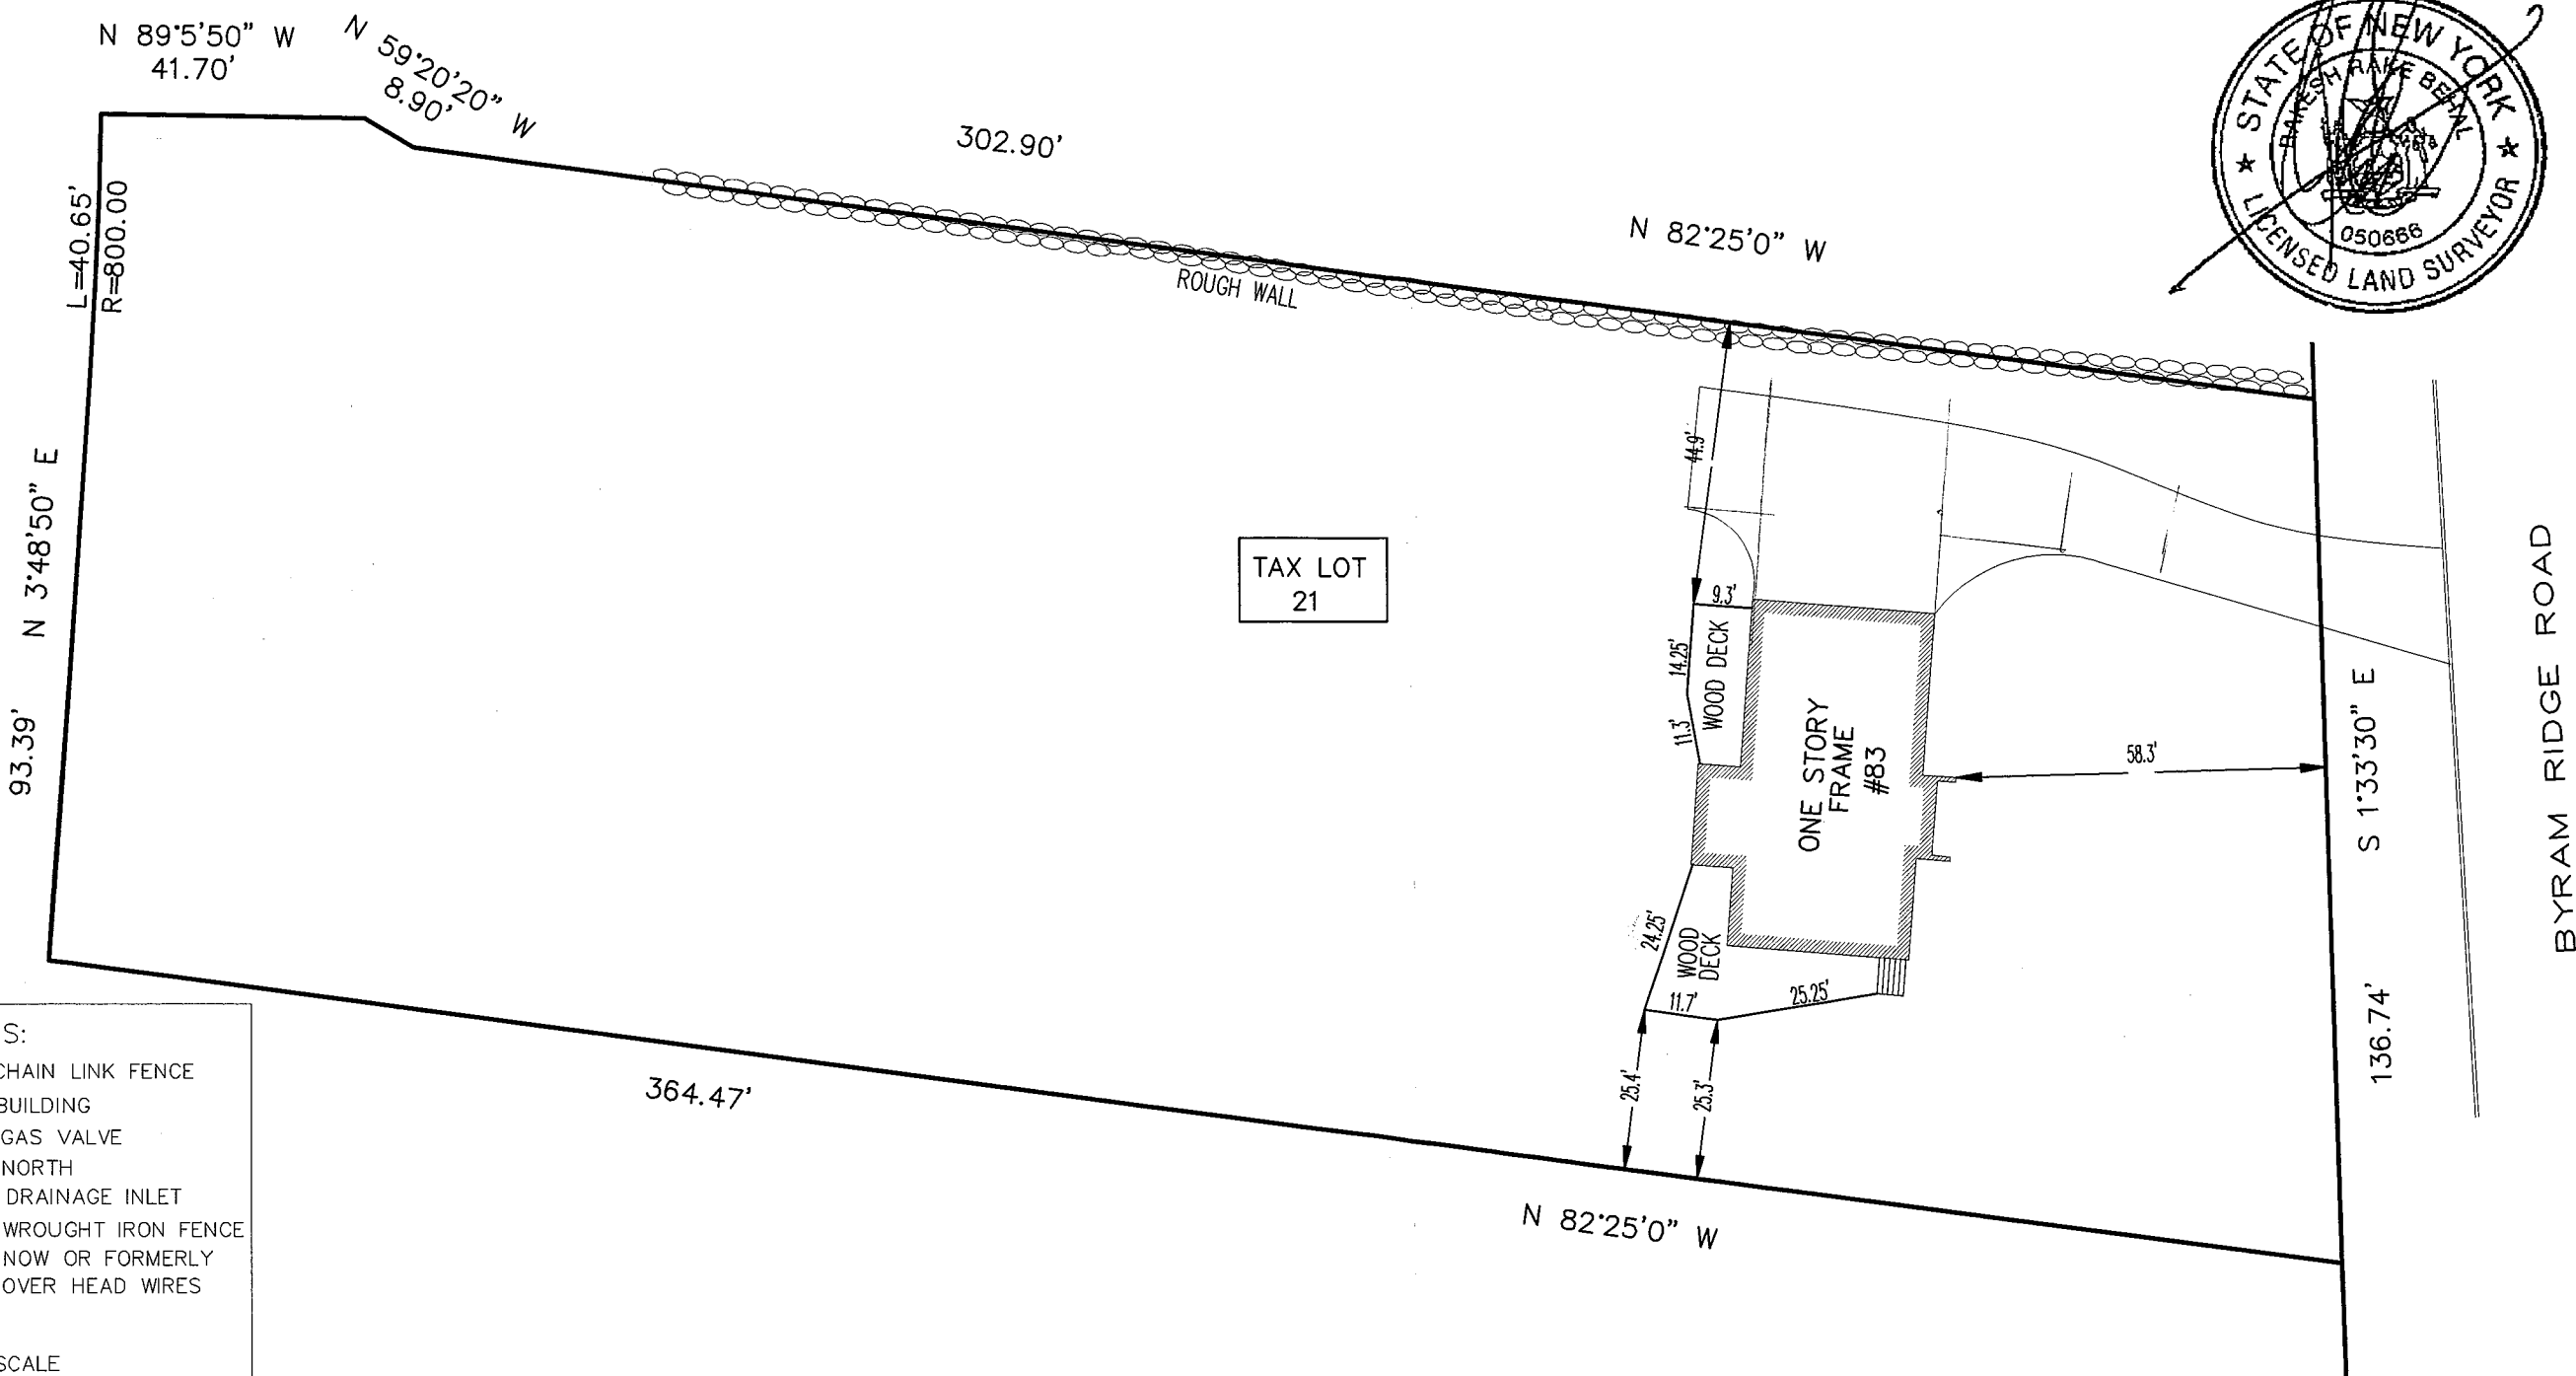 N 89°5'50" W
41.70'
N 59°20'20" W
8.90'
302.90'
N 82°25'0" W
STATE OF NEW YORK
RAKESH RAKE BEHAL
050666
LICENSED LAND SURVEYOR
L=40.65'
R=800.00
ROUGH WALL
N 3°48'50" E
93.39'
TAX LOT
21
44.9'
9.3'
14.25'
WOOD DECK
11.3'
ONE STORY
FRAME
#83
58.3'
S 1°33'30" E
136.74'
BYRAM RIDGE ROAD
24.25'
WOOD
DECK
11.7'
25.25'
25.4'
25.3'
364.47'
N 82°25'0" W
S:
CHAIN LINK FENCE
BUILDING
GAS VALVE
NORTH
DRAINAGE INLET
WROUGHT IRON FENCE
NOW OR FORMERLY
OVER HEAD WIRES
SCALE